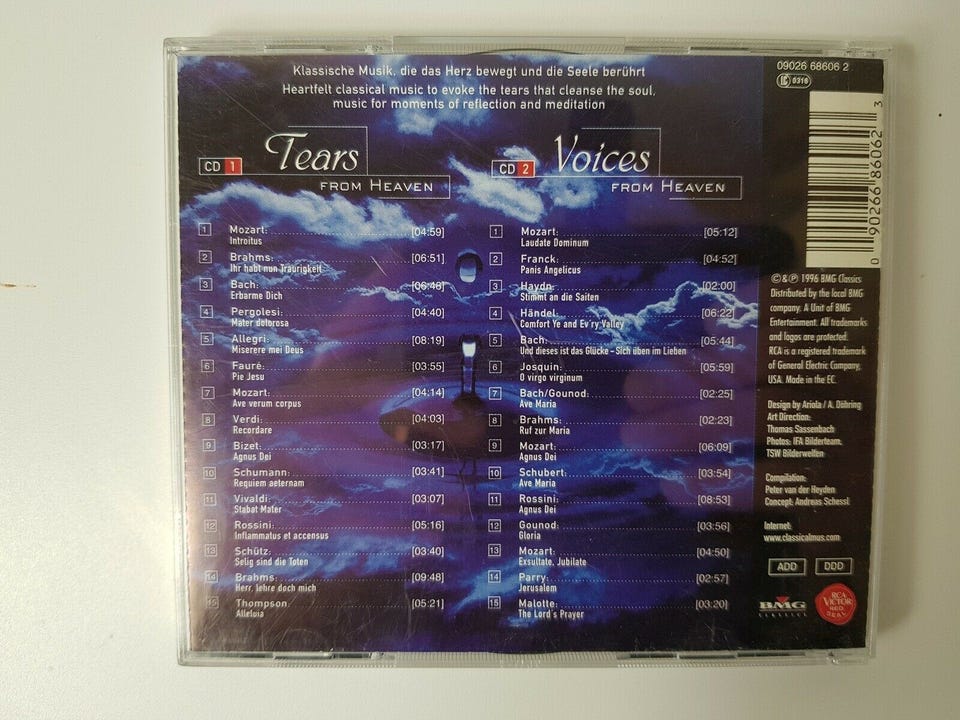 Klassische Musik, die das Herz bewegt und die Seele berührt
Heartfelt classical music to evoke the tears that cleanse the soul,
music for moments of reflection and meditation
CD 1 Tears
FROM HEAVEN
1 Mozart: [04:59]
Introitus
2 Brahms: [06:51]
Ihr habt nun Traurigkeit
3 Bach: [06:46]
Erbarme Dich
4 Pergolesi: [04:40]
Mater dolorosa
5 Allegri: [08:19]
Miserere mei Deus
6 Fauré: [03:55]
Pie Jesu
7 Mozart: [04:14]
Ave verum corpus
8 Verdi: [04:03]
Recordare
9 Bizet: [03:17]
Agnus Dei
10 Schumann: [03:41]
Requiem aeternam
11 Vivaldi: [03:07]
Stabat Mater
12 Rossini: [05:16]
Inflammatus et accensus
13 Schütz: [03:40]
Selig sind die Toten
14 Brahms: [09:48]
Herr, lehre doch mich
15 Thompson: [05:21]
Alleluia
CD 2 Voices
FROM HEAVEN
1 Mozart: [05:12]
Laudate Dominum
2 Franck: [04:52]
Panis Angelicus
3 Haydn: [02:00]
Stimmt an die Saiten
4 Händel: [06:22]
Comfort Ye and Ev'ry Valley
5 Bach: [05:44]
Und dieses ist das Glücke - Sich üben im Lieben
6 Josquin: [05:59]
O virgo virginum
7 Bach/Gounod: [02:25]
Ave Maria
8 Brahms: [02:23]
Ruf zur Maria
9 Mozart: [06:09]
Agnus Dei
10 Schubert: [03:54]
Ave Maria
11 Rossini: [08:53]
Agnus Dei
12 Gounod: [03:56]
Gloria
13 Mozart: [04:50]
Exsultate, Jubilate
14 Parry: [02:57]
Jerusalem
15 Malotte: [03:20]
The Lord's Prayer
09026 68606 2
0316
0 90266 86062 3
©&℗ 1996 BMG Classics
Distributed by the local BMG
company. A Unit of BMG
Entertainment. All trademarks
and logos are protected.
RCA is a registered trademark
of General Electric Company,
USA. Made in the EC.
Design by Ariola / A. Döhring
Art Direction:
Thomas Sassenbach
Photos: IFA Bilderteam,
TSW Bilderwelten
Compilation:
Peter van der Heyden
Concept: Andreas Schessl
Internet:
www.classicalmus.com
ADD DDD
BMG
CLASSICS
RCA
VICTOR
RED
SEAL